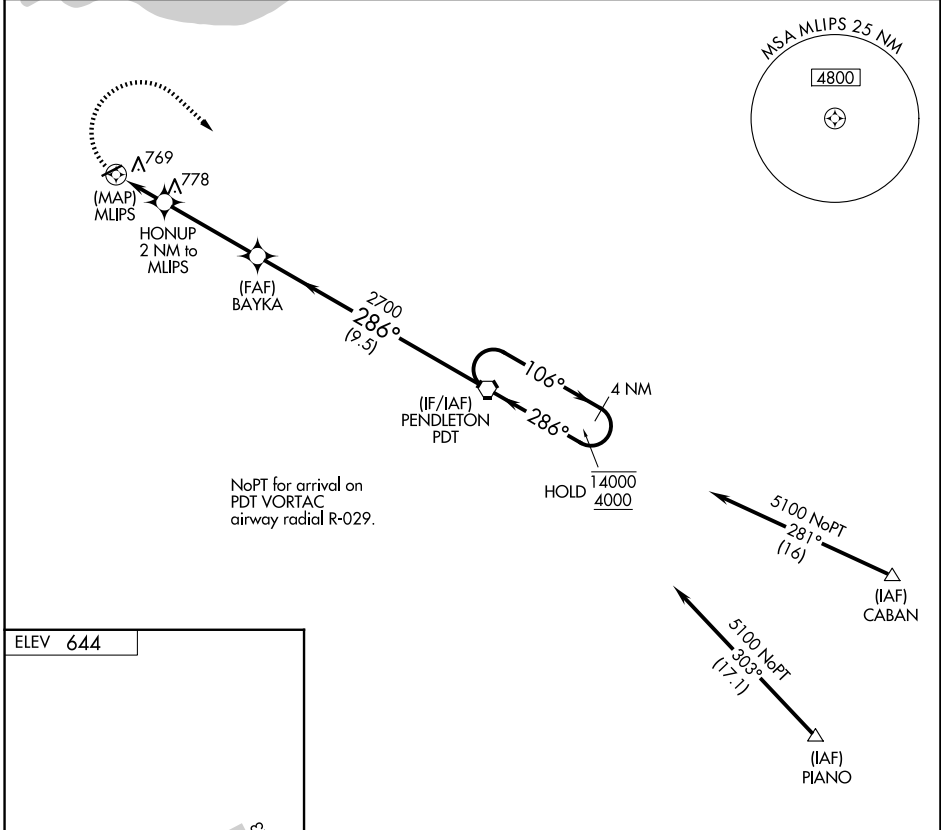 MSA MLIPS 25 NM
4800
769
778
(MAP)
MLIPS
HONUP
2 NM to
MLIPS
(FAF)
BAYKA
2700
286°
(9.5)
106°
4 NM
286°
(IF/IAF)
PENDLETON
PDT
HOLD
14000
4000
NoPT for arrival on
PDT VORTAC
airway radial R-029.
5100 NoPT
281°
(16)
(IAF)
CABAN
5100 NoPT
303°
(17.1)
(IAF)
PIANO
ELEV 644